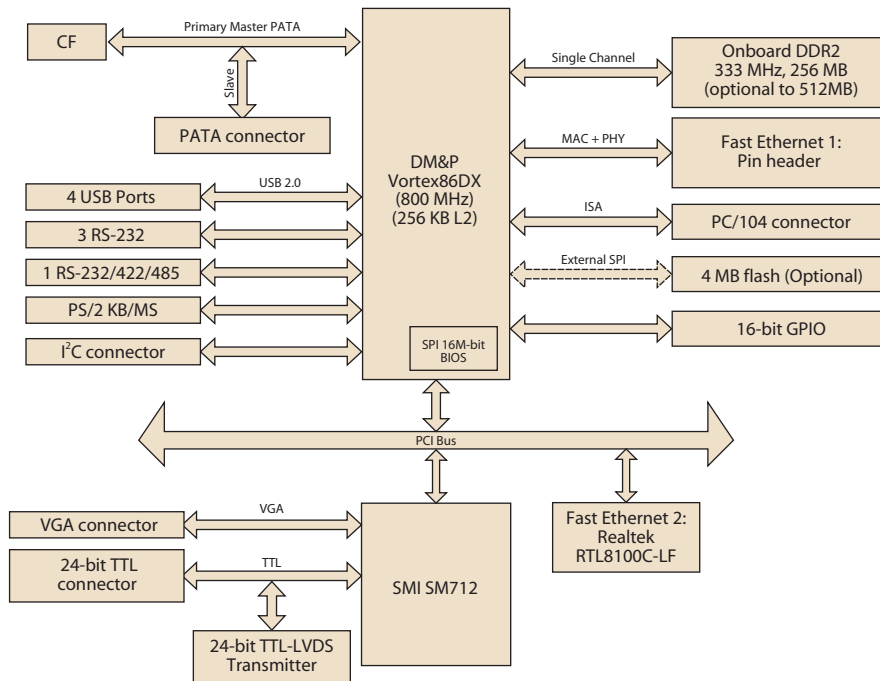 CF
Primary Master PATA
Slave
PATA connector
4 USB Ports
USB 2.0
3 RS-232
1 RS-232/422/485
PS/2 KB/MS
I²C connector
DM&P
Vortex86DX
(800 MHz)
(256 KB L2)
SPI 16M-bit
BIOS
Single Channel
Onboard DDR2
333 MHz, 256 MB
(optional to 512MB)
MAC + PHY
Fast Ethernet 1:
Pin header
ISA
PC/104 connector
External SPI
4 MB flash (Optional)
16-bit GPIO
PCI Bus
VGA connector
VGA
24-bit TTL
connector
TTL
24-bit TTL-LVDS
Transmitter
SMI SM712
Fast Ethernet 2:
Realtek
RTL8100C-LF